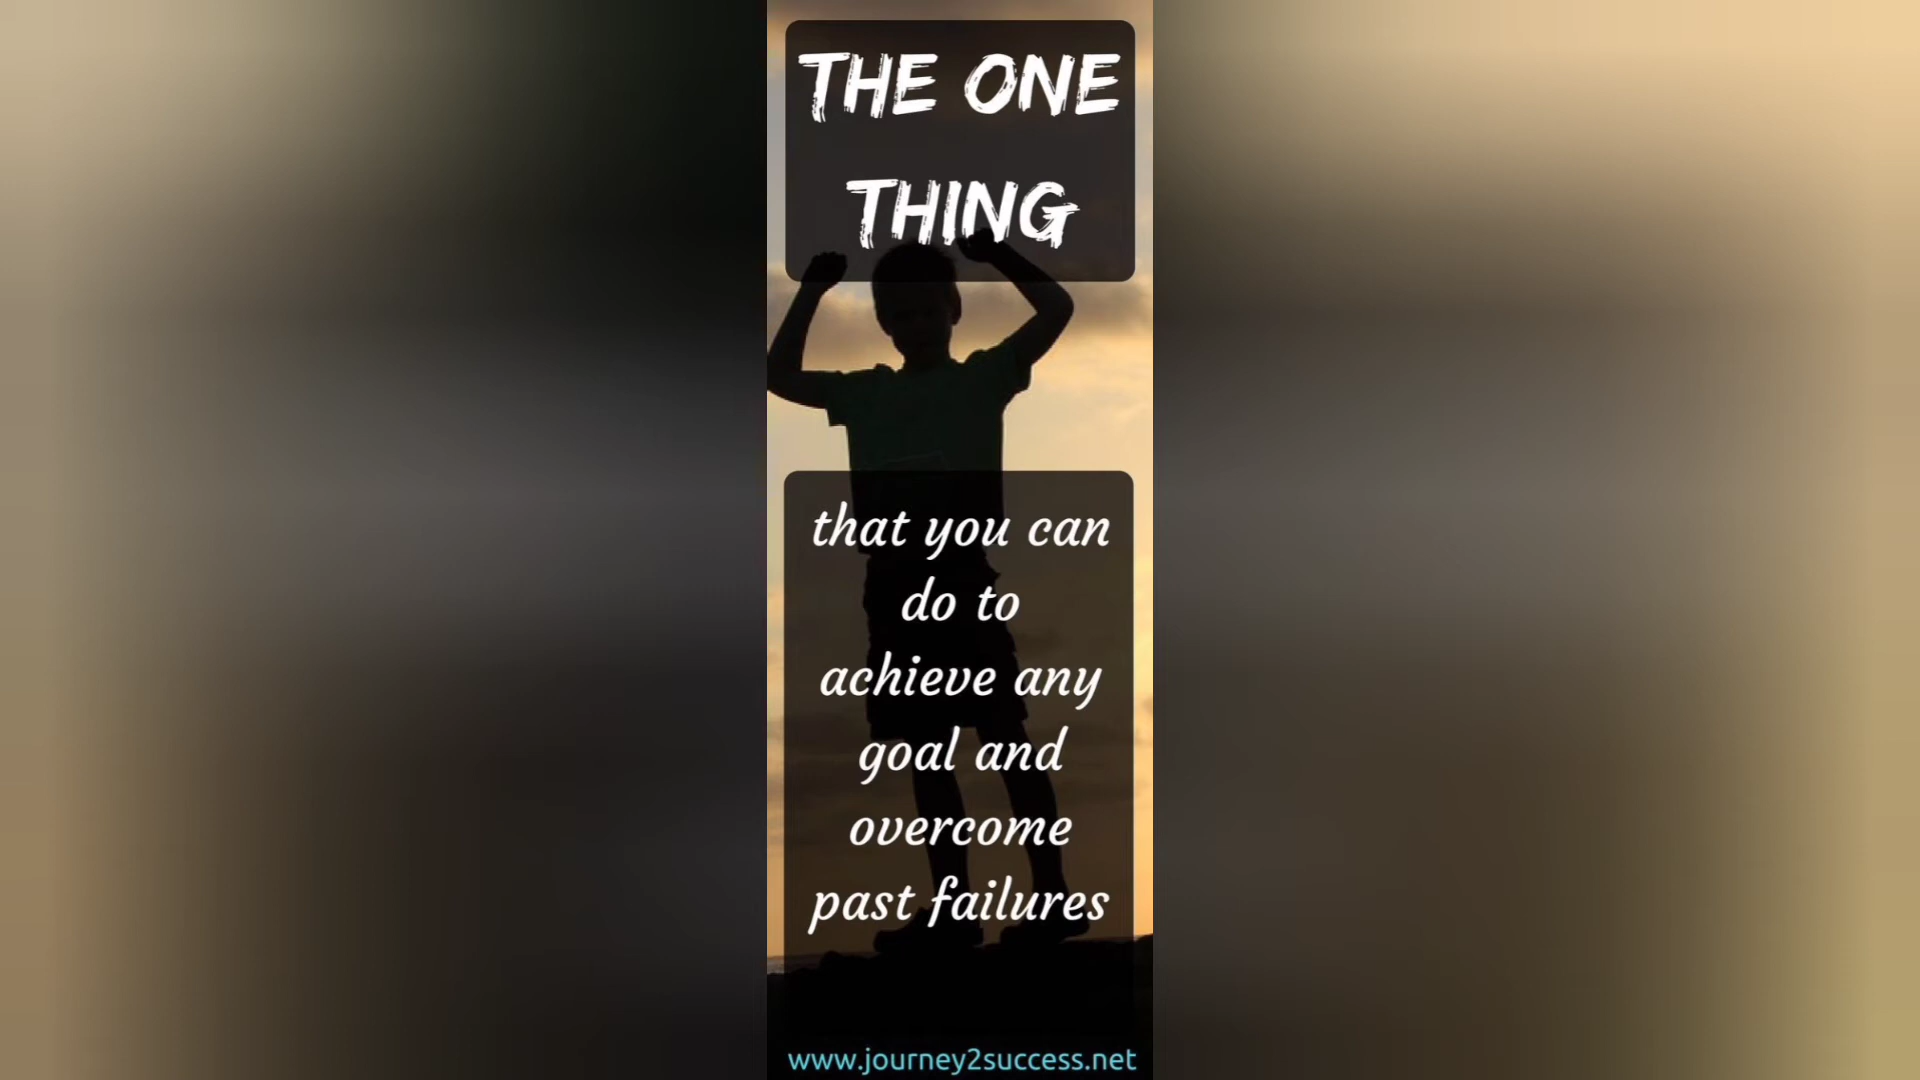 THE ONE
THING
that you can
do to
achieve any
goal and
overcome
past failures
www.journey2success.net